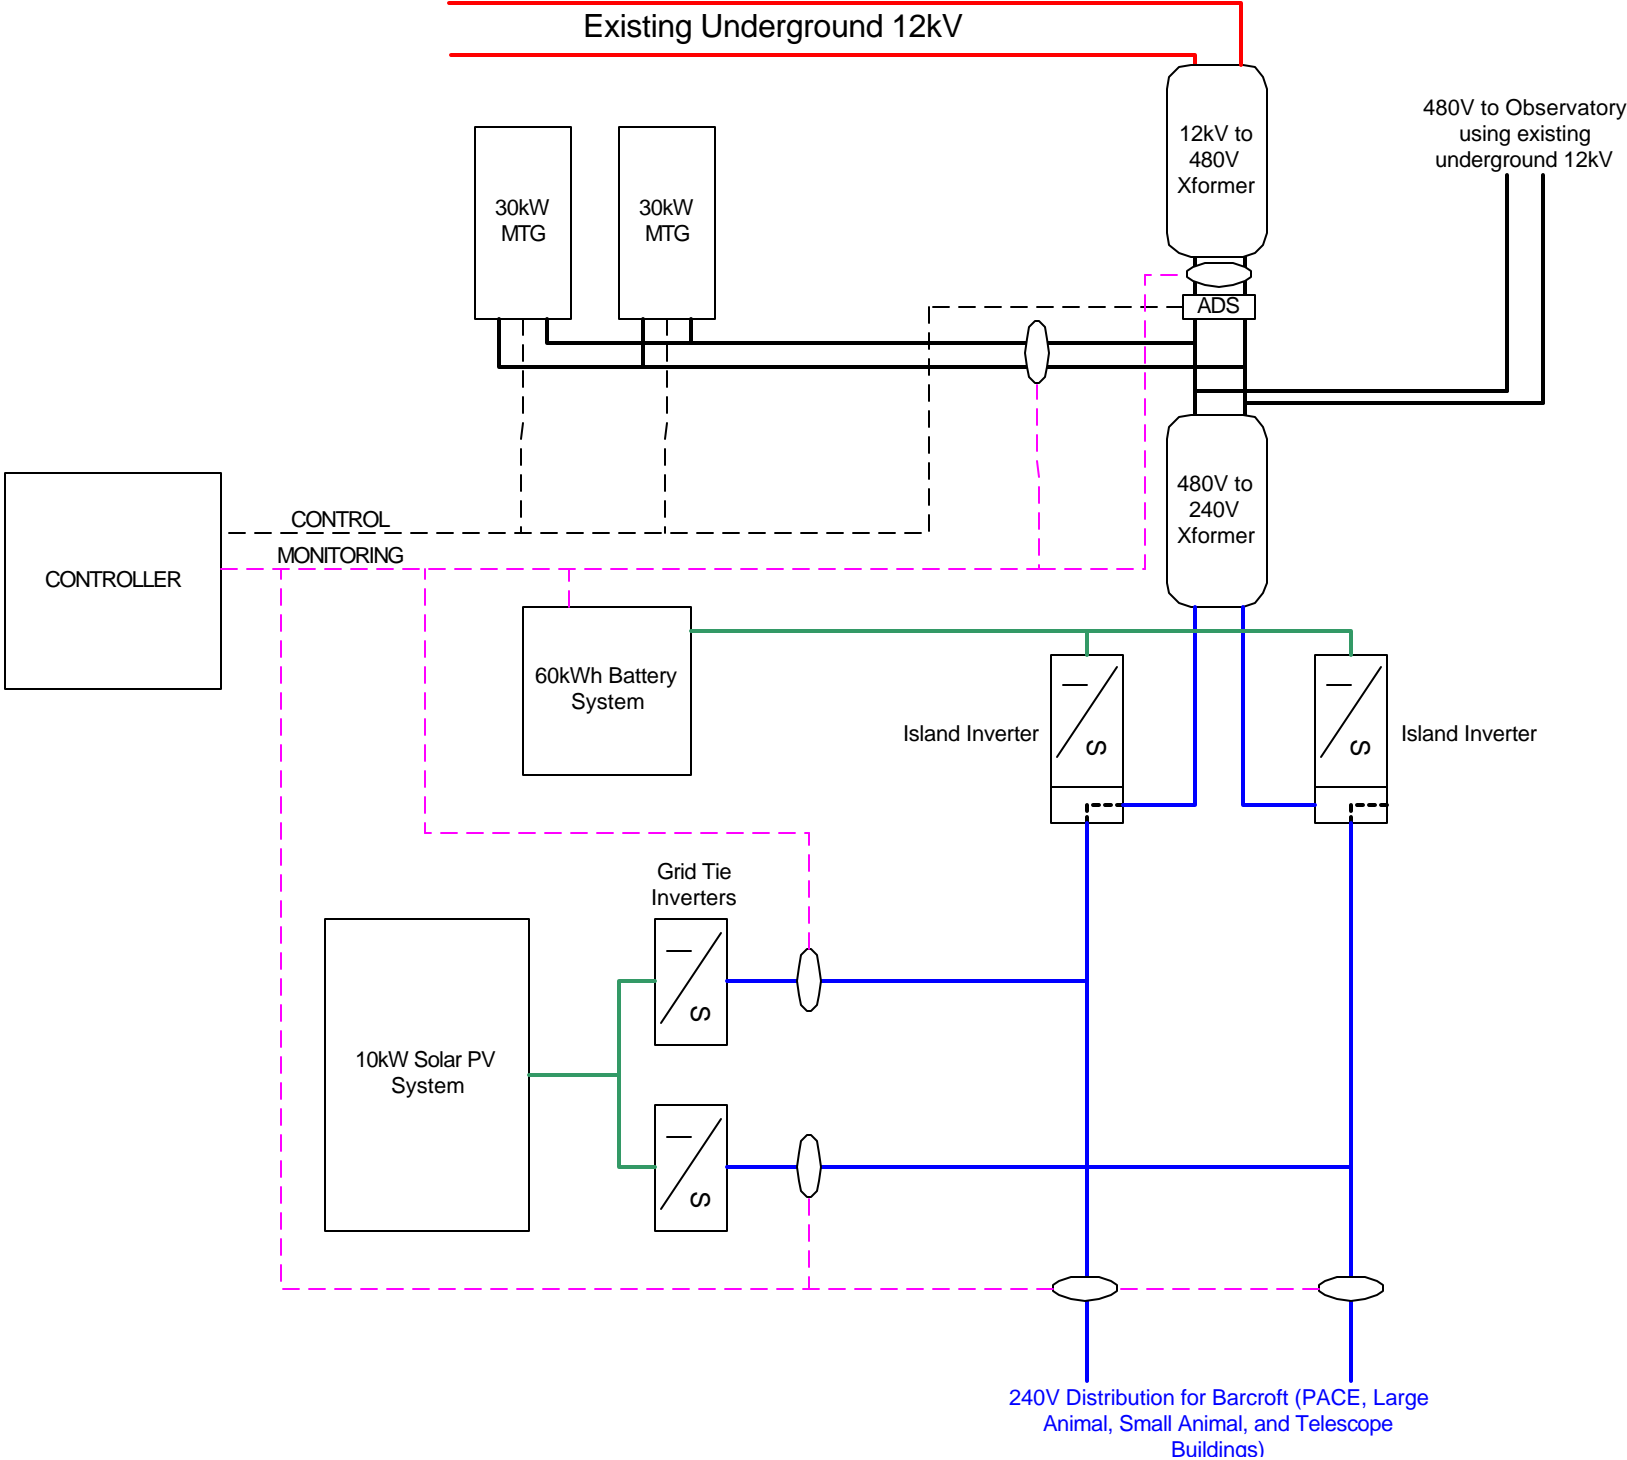 Existing Underground 12kV
12kV to
480V
Xformer
480V to Observatory
using existing
underground 12kV
30kW
MTG
30kW
MTG
ADS
480V to
240V
Xformer
CONTROL
MONITORING
CONTROLLER
60kWh Battery
System
Island Inverter
S
Island Inverter
S
Grid Tie
Inverters
S
10kW Solar PV
System
S
240V Distribution for Barcroft (PACE, Large
Animal, Small Animal, and Telescope
Buildings)